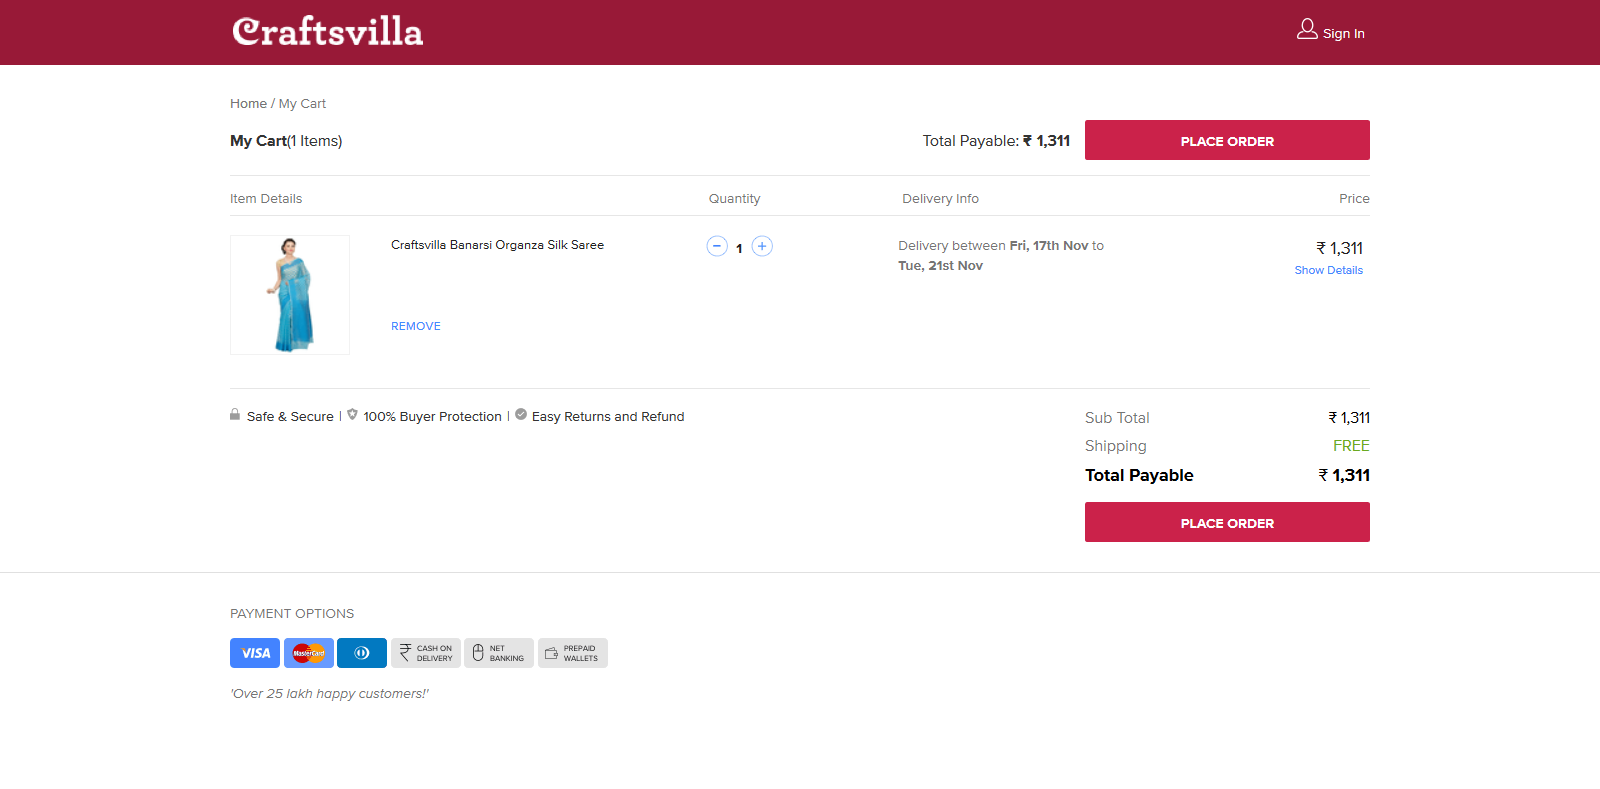 Craftsvilla
Sign In
Home / My Cart
My Cart(1 Items)
Total Payable: ₹ 1,311
PLACE ORDER
Item Details
Quantity
Delivery Info
Price
Craftsvilla Banarsi Organza Silk Saree
REMOVE
− 1 +
Delivery between Fri, 17th Nov to
Tue, 21st Nov
₹ 1,311
Show Details
Safe & Secure | 100% Buyer Protection | Easy Returns and Refund
Sub Total ₹ 1,311
Shipping FREE
Total Payable ₹ 1,311
PLACE ORDER
PAYMENT OPTIONS
VISA
MasterCard
₹ CASH ON
DELIVERY
NET
BANKING
PREPAID
WALLETS
'Over 25 lakh happy customers!'